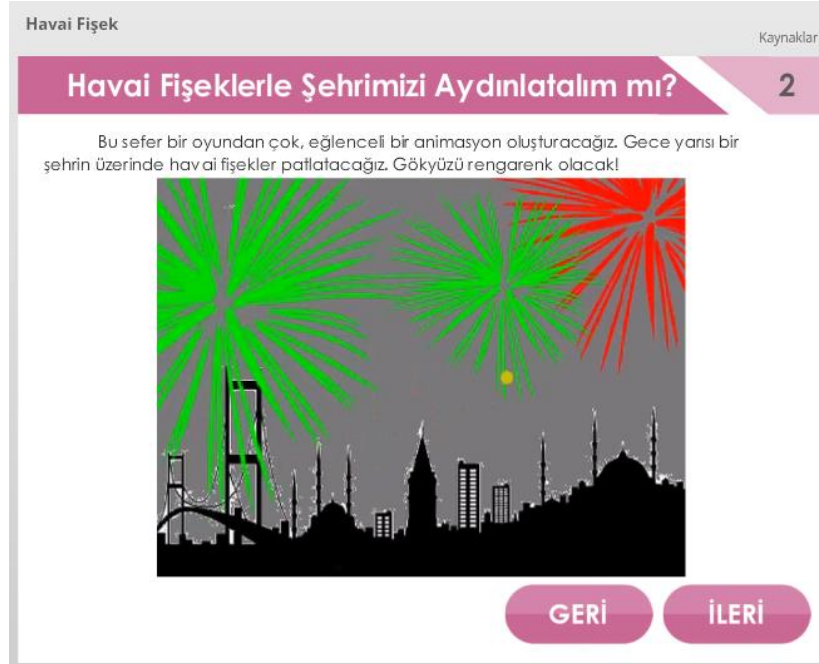 Havai Fişek
Kaynaklar
Havai Fişeklerle Şehrimizi Aydınlatalım mı?
2
Bu sefer bir oyundan çok, eğlenceli bir animasyon oluşturacağız. Gece yarısı bir
şehrin üzerinde havai fişekler patlatacağız. Gökyüzü rengarenk olacak!
GERİ
İLERİ